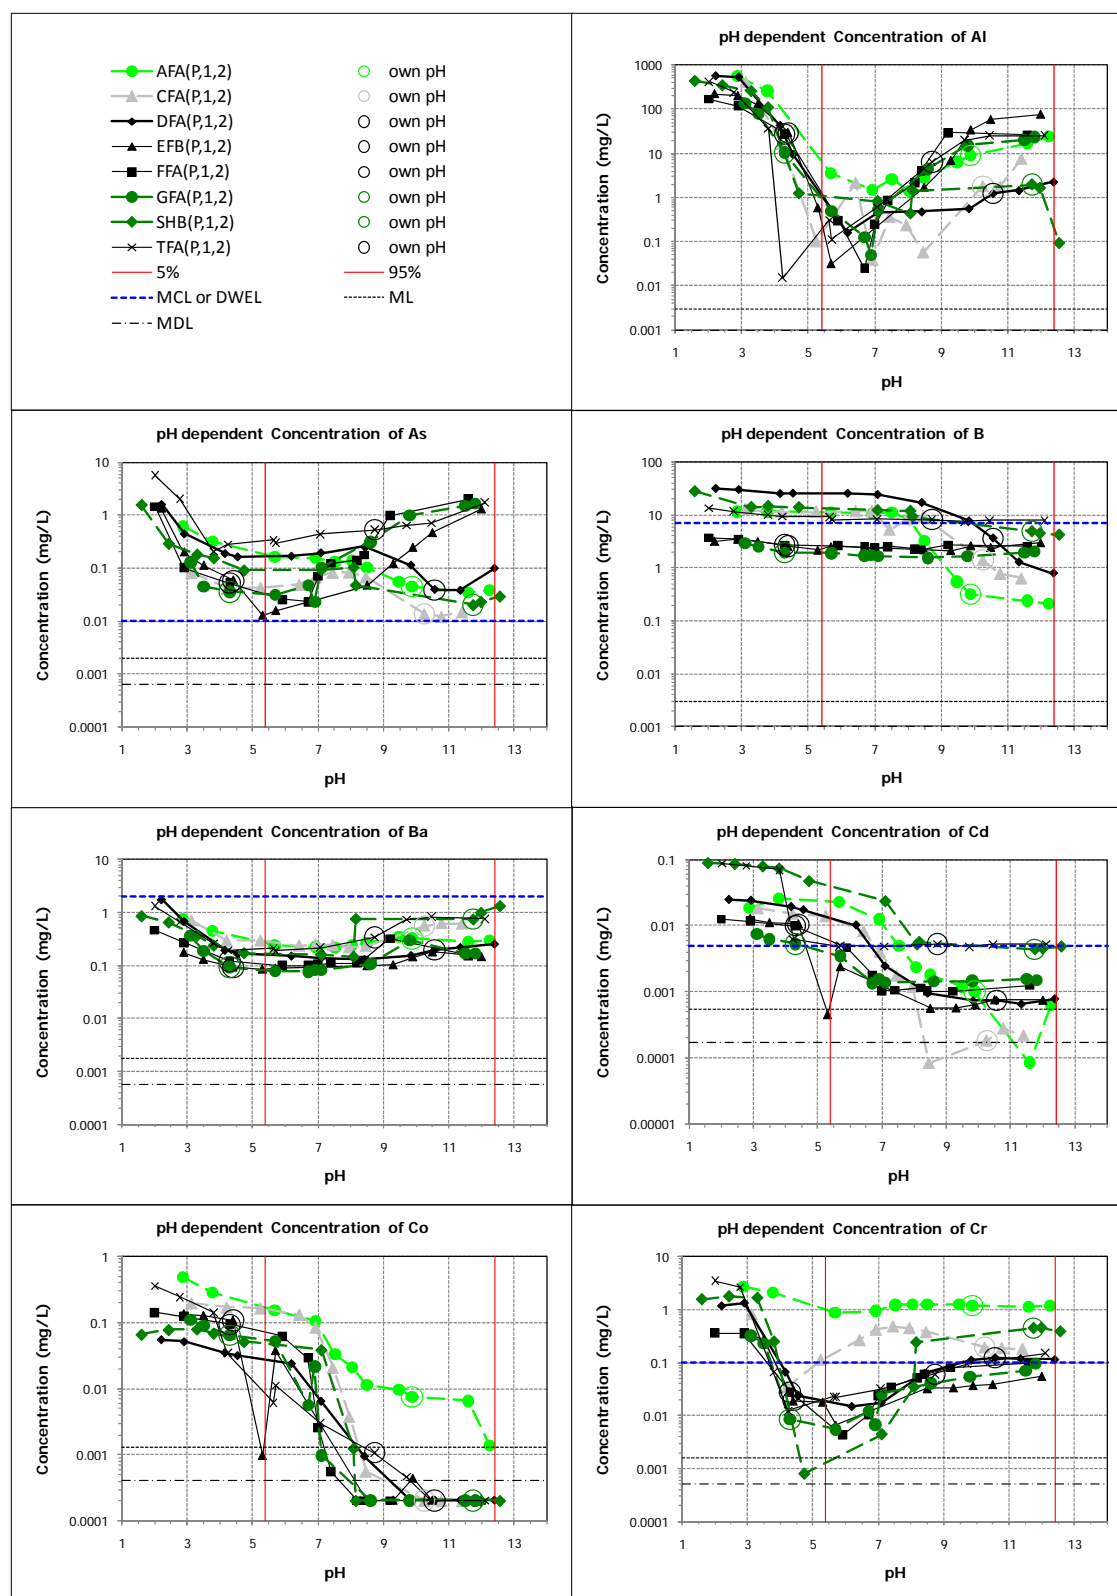 AFA(P,1,2) own pH
CFA(P,1,2) own pH
DFA(P,1,2) own pH
EFB(P,1,2) own pH
FFA(P,1,2) own pH
GFA(P,1,2) own pH
SHB(P,1,2) own pH
TFA(P,1,2) own pH
5% 95%
MCL or DWEL ML
MDL
pH dependent Concentration of Al
Concentration (mg/L)
1000
100
10
1
0.1
0.01
0.001
1 3 5 7 9 11 13
pH
pH dependent Concentration of As
Concentration (mg/L)
10
1
0.1
0.01
0.001
0.0001
1 3 5 7 9 11 13
pH
pH dependent Concentration of B
Concentration (mg/L)
100
10
1
0.1
0.01
0.001
1 3 5 7 9 11 13
pH
pH dependent Concentration of Ba
Concentration (mg/L)
10
1
0.1
0.01
0.001
0.0001
1 3 5 7 9 11 13
pH
pH dependent Concentration of Cd
Concentration (mg/L)
0.1
0.01
0.001
0.0001
0.00001
1 3 5 7 9 11 13
pH
pH dependent Concentration of Co
Concentration (mg/L)
1
0.1
0.01
0.001
0.0001
1 3 5 7 9 11 13
pH
pH dependent Concentration of Cr
Concentration (mg/L)
10
1
0.1
0.01
0.001
0.0001
1 3 5 7 9 11 13
pH